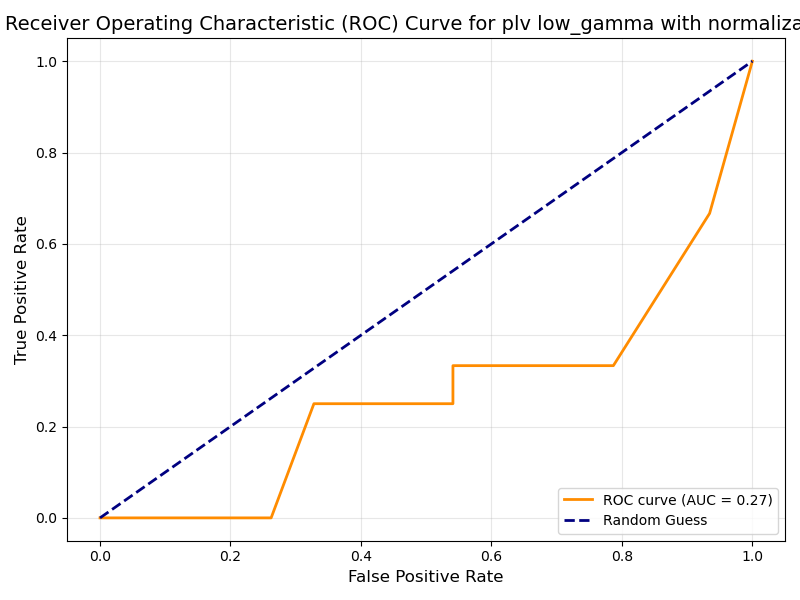 Receiver Operating Characteristic (ROC) Curve for plv low_gamma with normaliza
1.0
0.8
0.6
0.4
0.2
0.0
True Positive Rate
0.0 0.2 0.4 0.6 0.8 1.0
False Positive Rate
ROC curve (AUC = 0.27)
Random Guess